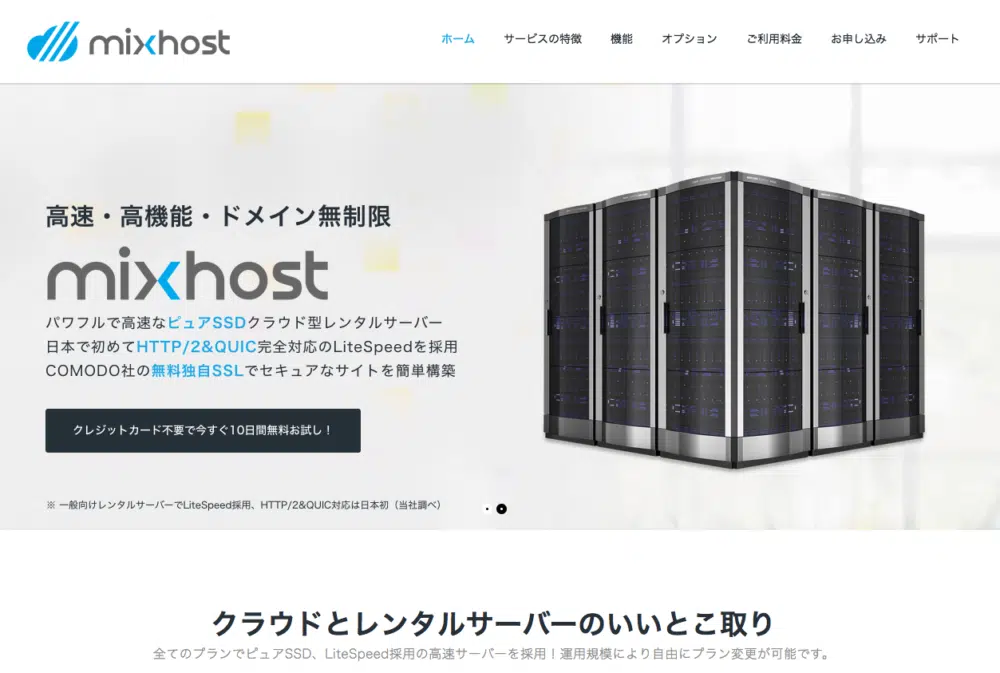 mixhost
ホーム サービスの特徴 機能 オプション ご利用料金 お申し込み サポート
高速・高機能・ドメイン無制限
mixhost
パワフルで高速なピュアSSDクラウド型レンタルサーバー
日本で初めてHTTP/2&QUIC完全対応のLiteSpeedを採用
COMODO社の無料独自SSLでセキュアなサイトを簡単構築
クレジットカード不要で今すぐ10日間無料お試し！
※ 一般向けレンタルサーバーでLiteSpeed採用、HTTP/2&QUIC対応は日本初（当社調べ）
クラウドとレンタルサーバーのいいとこ取り
全てのプランでピュアSSD、LiteSpeed採用の高速サーバーを採用！運用規模により自由にプラン変更が可能です。